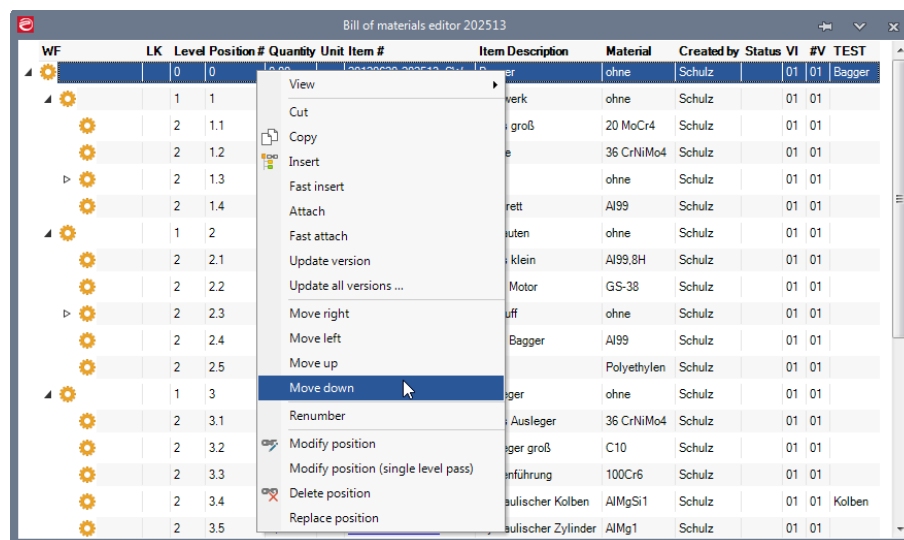 Bill of materials editor 202513
WF LK Level Position # Quantity Unit Item # Item Description Material Created by Status VI #V TEST
0 0 ohne Schulz 01 01 Bagger
1 1 ohne Schulz 01 01
2 1.1 groß 20 MoCr4 Schulz 01 01
2 1.2 36 CrNiMo4 Schulz 01 01
2 1.3 ohne Schulz 01 01
2 1.4 Al99 Schulz 01 01
1 2 ohne Schulz 01 01
2 2.1 klein Al99,8H Schulz 01 01
2 2.2 Motor GS-38 Schulz 01 01
2 2.3 ohne Schulz 01 01
2 2.4 Bagger Al99 Schulz 01 01
2 2.5 Polyethylen Schulz 01 01
1 3 ohne Schulz 01 01
2 3.1 Ausleger 36 CrNiMo4 Schulz 01 01
2 3.2 groß C10 Schulz 01 01
2 3.3 100Cr6 Schulz 01 01
2 3.4 Kolben AlMgSi1 Schulz 01 01 Kolben
2 3.5 Zylinder AlMg1 Schulz 01 01
View
Cut
Copy
Insert
Fast insert
Attach
Fast attach
Update version
Update all versions ...
Move right
Move left
Move up
Move down
Renumber
Modify position
Modify position (single level pass)
Delete position
Replace position